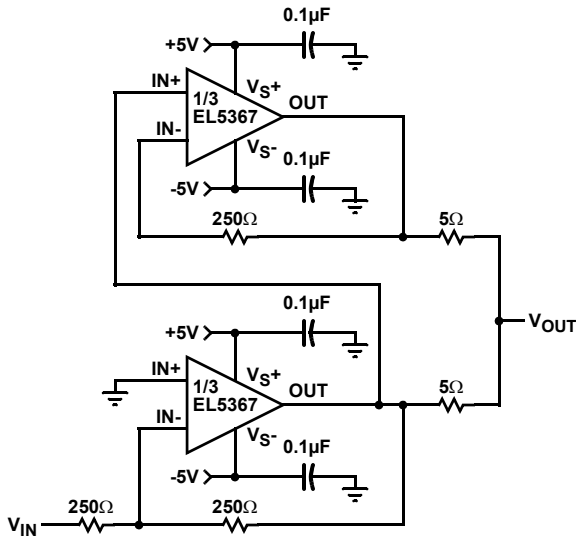 0.1µF
+5V
IN+
VS+
OUT
1/3
EL5367
IN-
VS-
0.1µF
-5V
250Ω
5Ω
VOUT
0.1µF
+5V
IN+
VS+
OUT
1/3
EL5367
5Ω
IN-
VS-
0.1µF
-5V
250Ω
250Ω
VIN